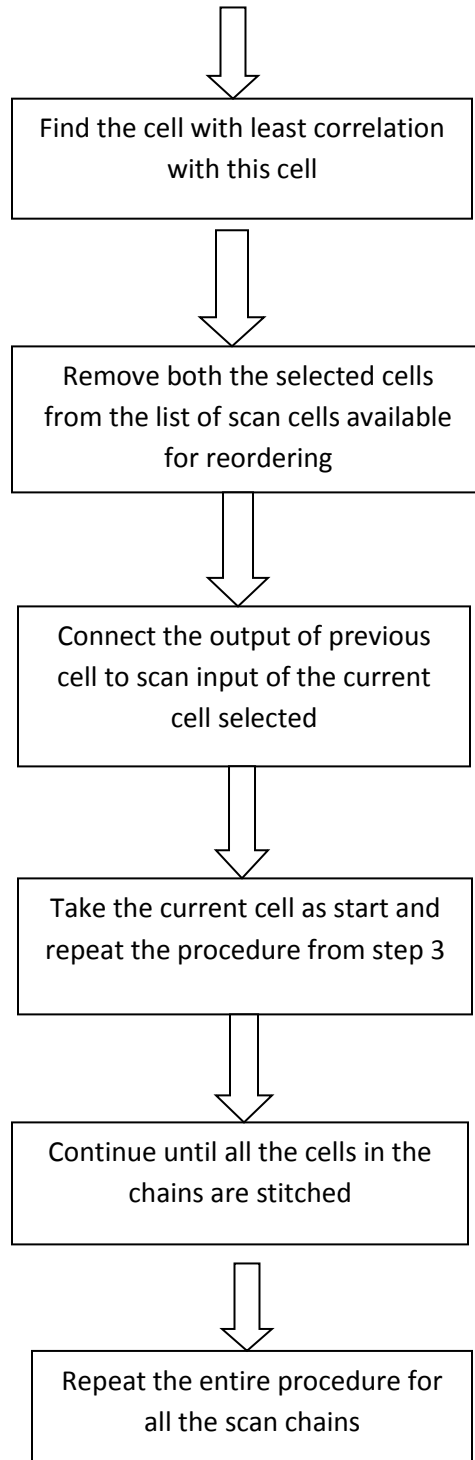 Find the cell with least correlation
with this cell
Remove both the selected cells
from the list of scan cells available
for reordering
Connect the output of previous
cell to scan input of the current
cell selected
Take the current cell as start and
repeat the procedure from step 3
Continue until all the cells in the
chains are stitched
Repeat the entire procedure for
all the scan chains